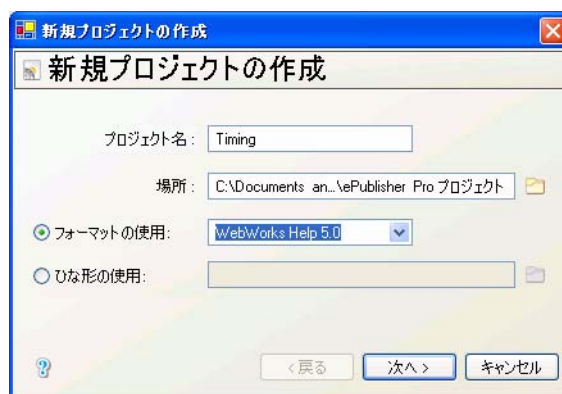 新規プロジェクトの作成
新規プロジェクトの作成
プロジェクト名: Timing
場所: C:\Documents an...\ePublisher Pro プロジェクト
フォーマットの使用: WebWorks Help 5.0
ひな形の使用:
?
<戻る 次へ> キャンセル